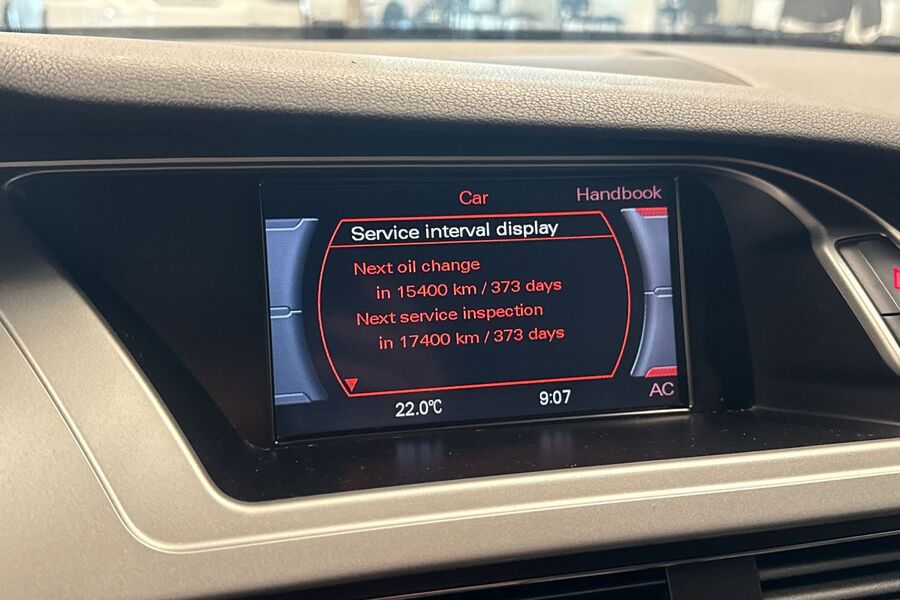 Car
Handbook
Service interval display
Next oil change
in 15400 km / 373 days
Next service inspection
in 17400 km / 373 days
22.0°C
9:07
AC